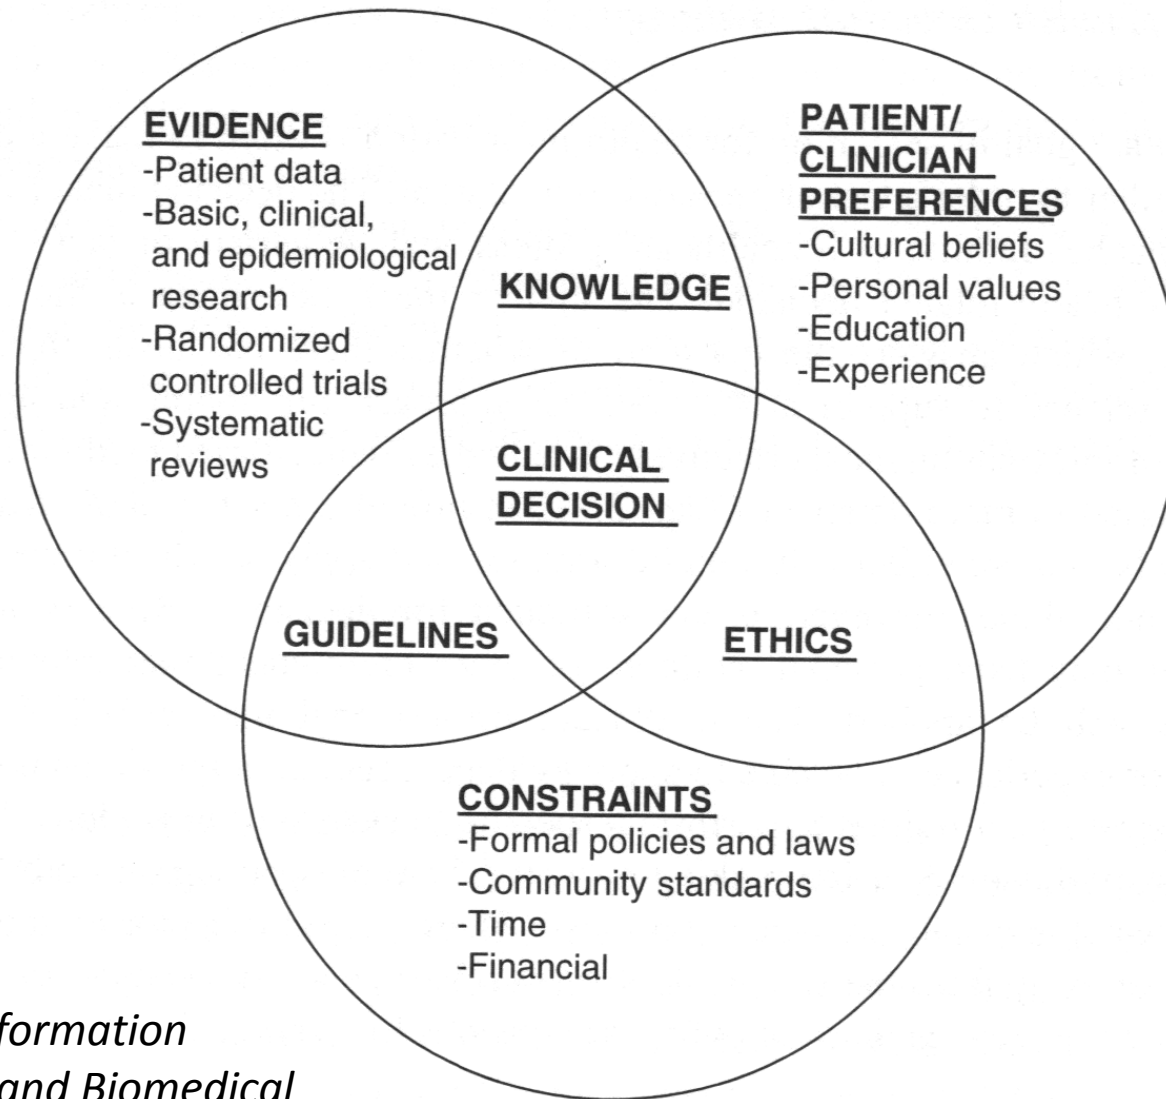 EVIDENCE
-Patient data
-Basic, clinical,
and epidemiological
research
-Randomized
controlled trials
-Systematic
reviews
PATIENT/
CLINICIAN
PREFERENCES
-Cultural beliefs
-Personal values
-Education
-Experience
KNOWLEDGE
CLINICAL
DECISION
GUIDELINES
ETHICS
CONSTRAINTS
-Formal policies and laws
-Community standards
-Time
-Financial
formation
and Biomedical